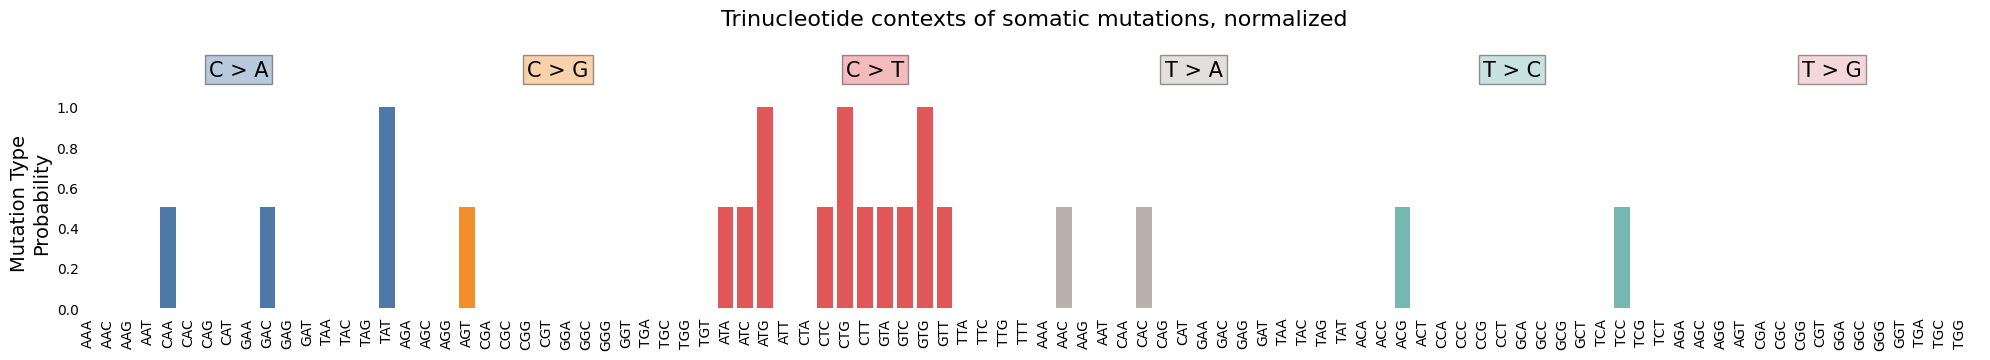 Trinucleotide contexts of somatic mutations, normalized
C > A C > G C > T T > A T > C T > G
Mutation Type
Probability
1.0
0.8
0.6
0.4
0.2
0.0
AAA AAC AAG AAT CAA CAC CAG CAT GAA GAC GAG GAT TAA TAC TAG TAT AGA AGC AGG AGT CGA CGC CGG CGT GGA GGC GGG GGT TGA TGC TGG TGT ATA ATC ATG ATT CTA CTC CTG CTT GTA GTC GTG GTT TTA TTC TTG TTT AAA AAC AAG AAT CAA CAC CAG CAT GAA GAC GAG GAT TAA TAC TAG TAT ACA ACC ACG ACT CCA CCC CCG CCT GCA GCC GCG GCT TCA TCC TCG TCT AGA AGC AGG AGT CGA CGC CGG CGT GGA GGC GGG GGT TGA TGC TGG